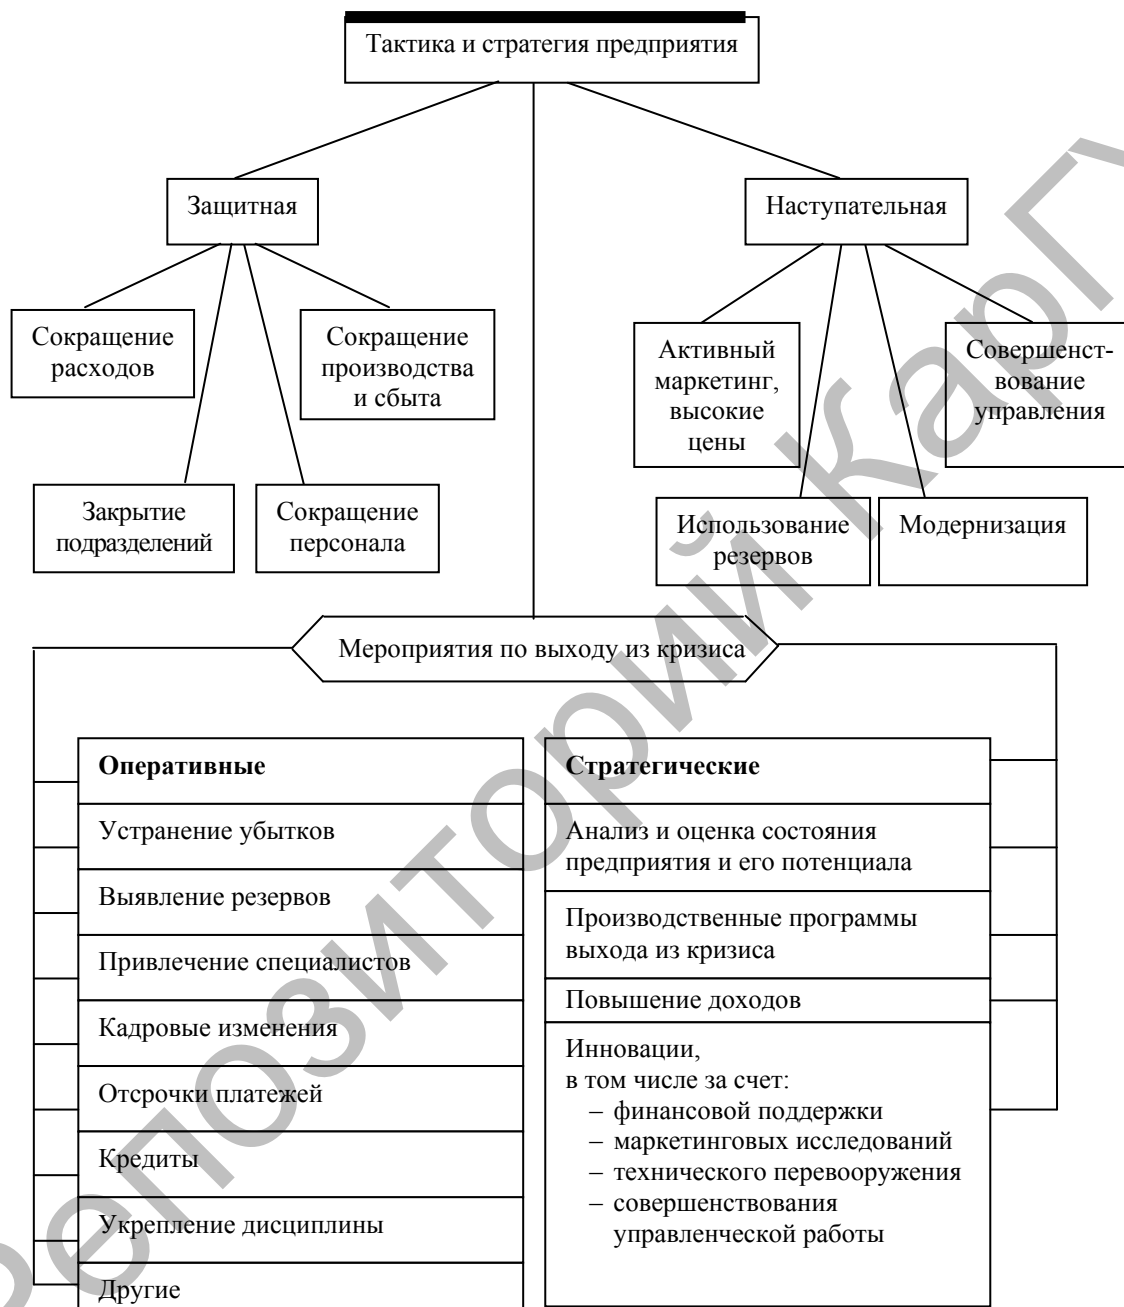 Тактика и стратегия предприятия
Защитная
Наступательная
Сокращение
расходов
Сокращение
производства
и сбыта
Активный
маркетинг,
высокие
цены
Совершенст-
вование
управления
Закрытие
подразделений
Сокращение
персонала
Использование
резервов
Модернизация
Мероприятия по выходу из кризиса
Оперативные
Устранение убытков
Выявление резервов
Привлечение специалистов
Кадровые изменения
Отсрочки платежей
Кредиты
Укрепление дисциплины
Другие
Стратегические
Анализ и оценка состояния
предприятия и его потенциала
Производственные программы
выхода из кризиса
Повышение доходов
Инновации,
в том числе за счет:
– финансовой поддержки
– маркетинговых исследований
– технического перевооружения
– совершенствования
управленческой работы
Репозиторий КарГУ